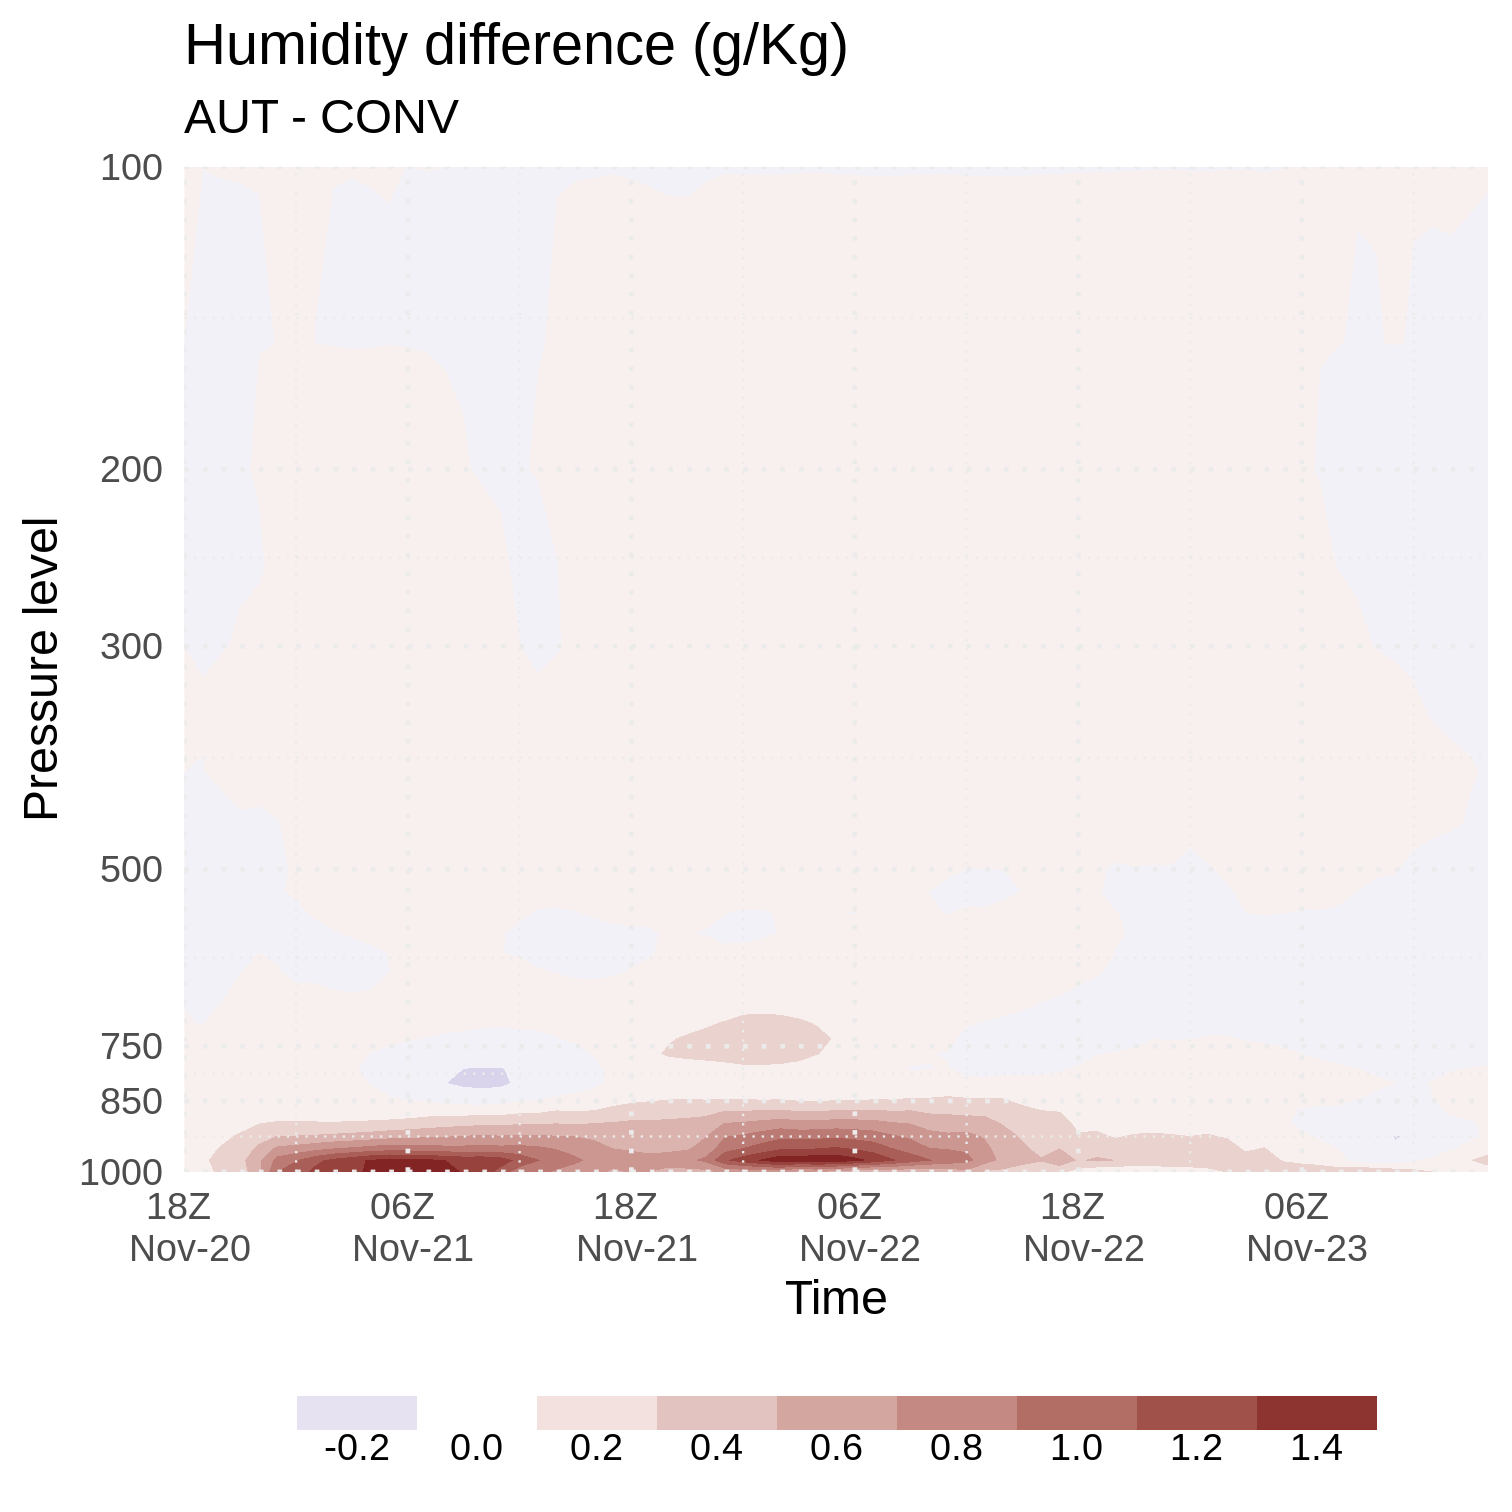 Humidity difference (g/Kg)
AUT - CONV
100
200
300
500
750
850
1000
Pressure level
18Z 06Z 18Z 06Z 18Z 06Z
Nov-20 Nov-21 Nov-21 Nov-22 Nov-22 Nov-23
Time
-0.2 0.0 0.2 0.4 0.6 0.8 1.0 1.2 1.4